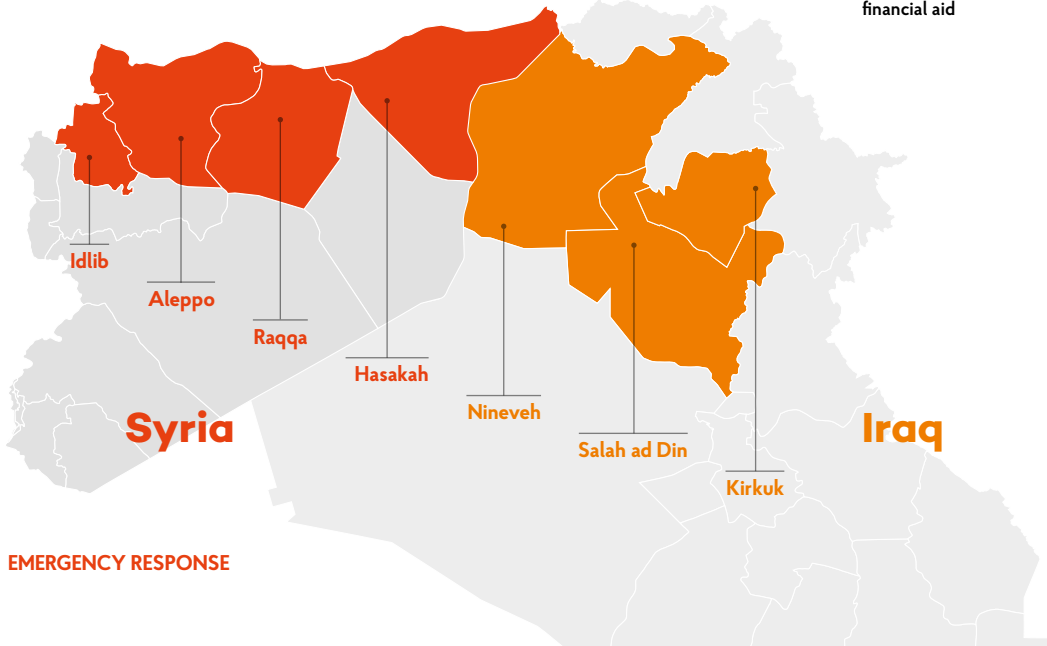 financial aid
Idlib
Aleppo
Raqqa
Hasakah
Nineveh
Syria
Iraq
Salah ad Din
Kirkuk
EMERGENCY RESPONSE